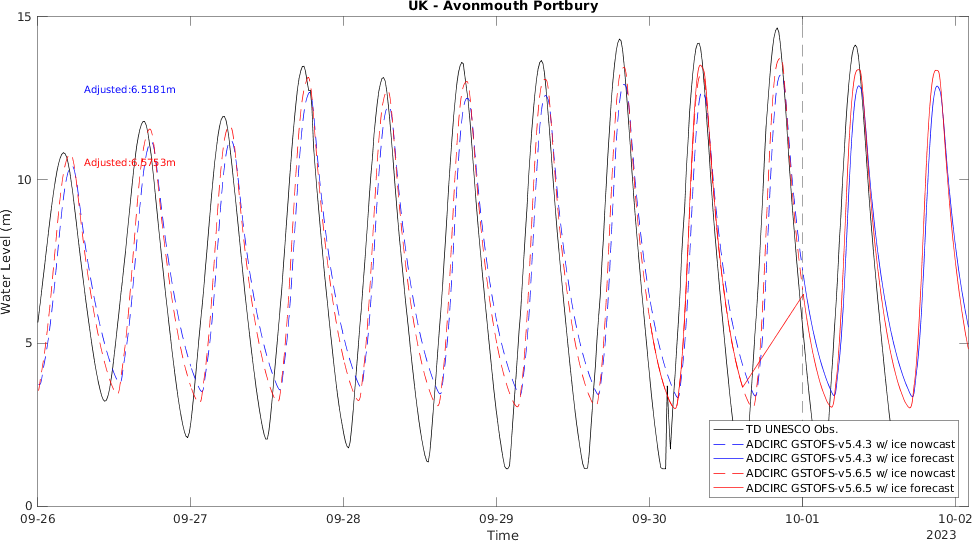 UK - Avonmouth Portbury
Water Level (m)
15
10
5
0
Adjusted:6.5181m
Adjusted:6.5753m
TD UNESCO Obs.
ADCIRC GSTOFS-v5.4.3 w/ ice nowcast
ADCIRC GSTOFS-v5.4.3 w/ ice forecast
ADCIRC GSTOFS-v5.6.5 w/ ice nowcast
ADCIRC GSTOFS-v5.6.5 w/ ice forecast
09-26 09-27 09-28 09-29 09-30 10-01 10-02
Time
2023